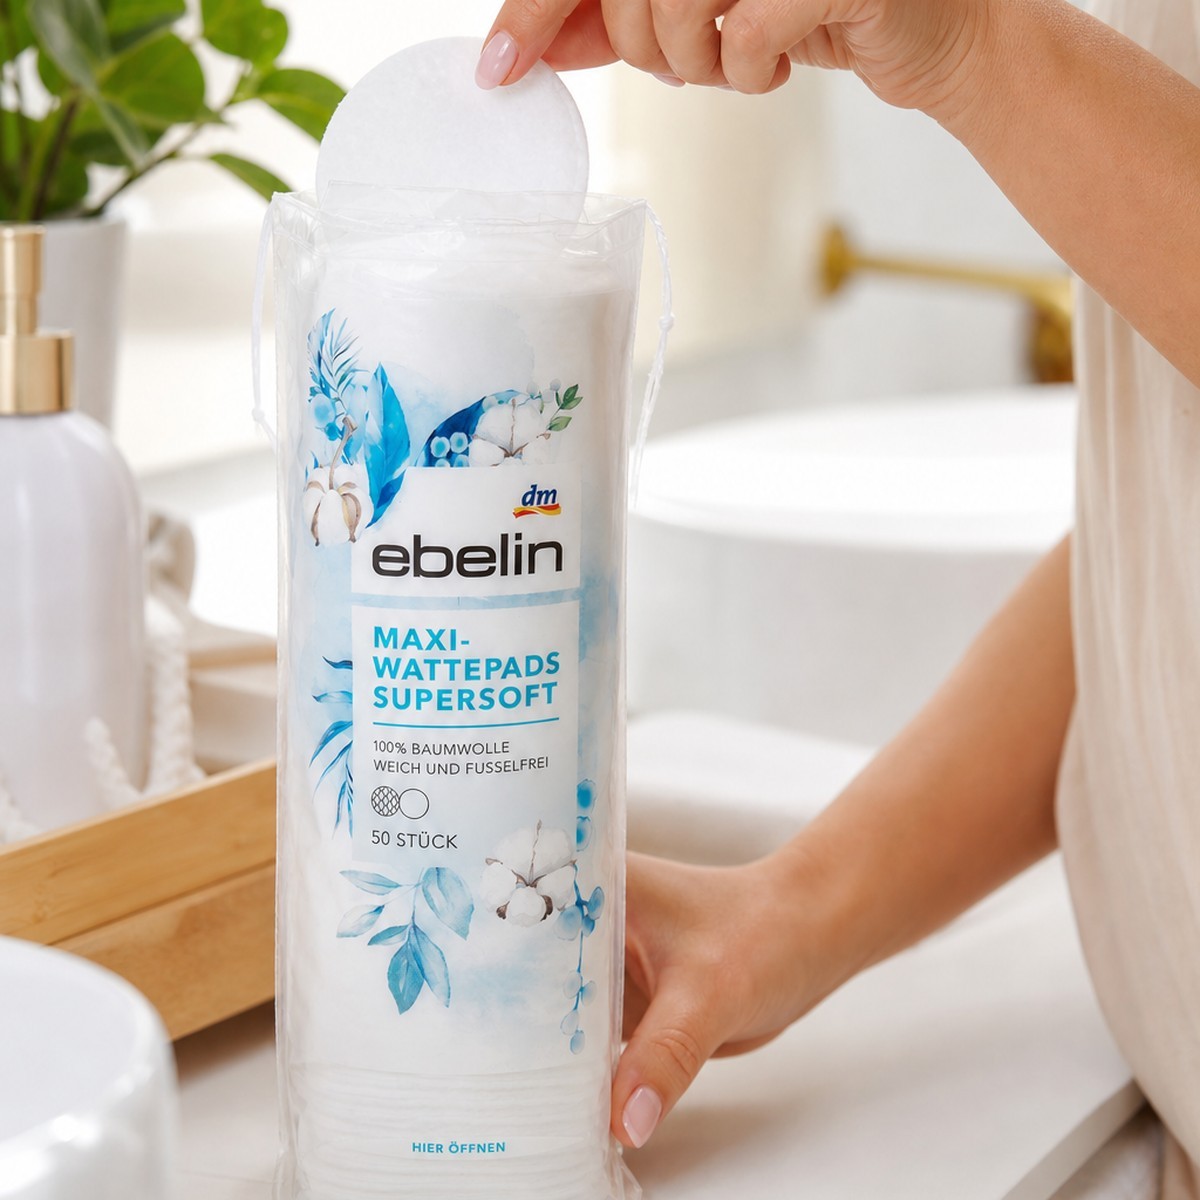 dm
ebelin
MAXI-
WATTEPADS
SUPERSOFT
100% BAUMWOLLE
WEICH UND FUSSELFREI
50 STÜCK
HIER ÖFFNEN